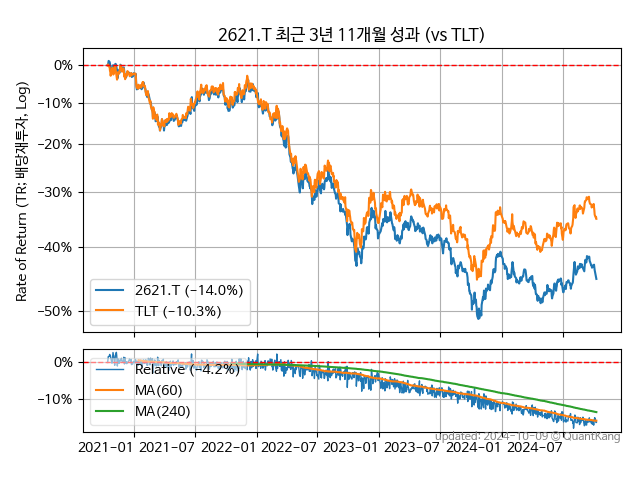 2621.T 최근 3년 11개월 성과 (vs TLT)
Rate of Return (TR; 배당재투자, Log)
0%
−10%
−20%
−30%
−40%
−50%
2621.T (−14.0%)
TLT (−10.3%)
0%
−10%
Relative (−4.2%)
MA(60)
MA(240)
2021-01 2021-07 2022-01 2022-07 2023-01 2023-07 2024-01 2024-07
updated: 2024-10-09 © QuantKang